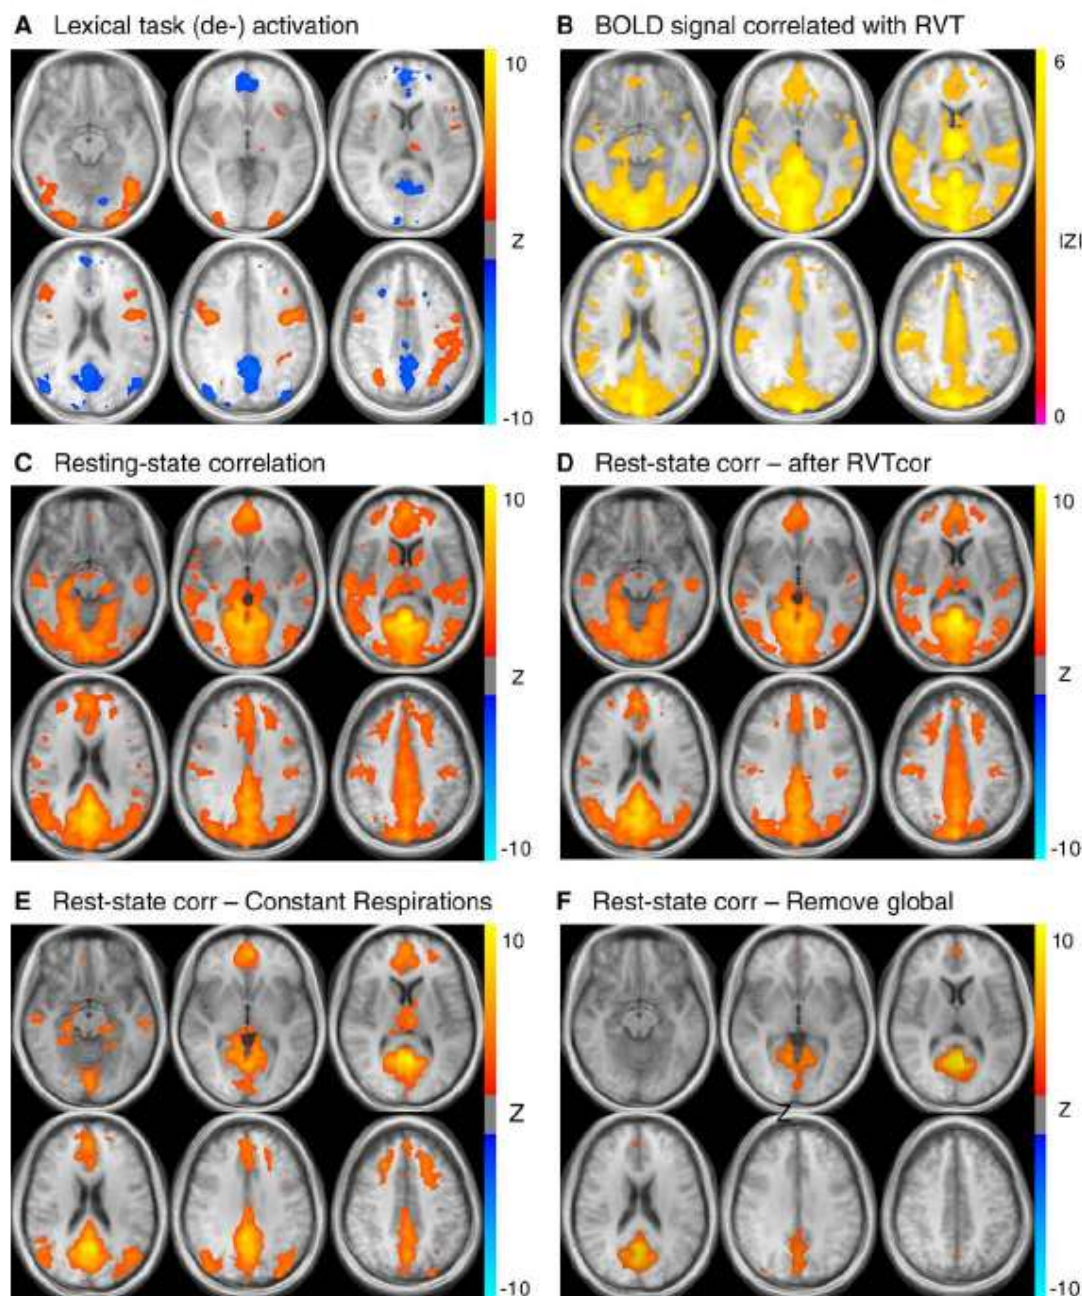 A Lexical task (de-) activation
10
Z
-10
B BOLD signal correlated with RVT
6
|Z|
0
C Resting-state correlation
10
Z
-10
D Rest-state corr – after RVTcor
10
Z
-10
E Rest-state corr – Constant Respirations
10
Z
-10
F Rest-state corr – Remove global
10
Z
Z
-10